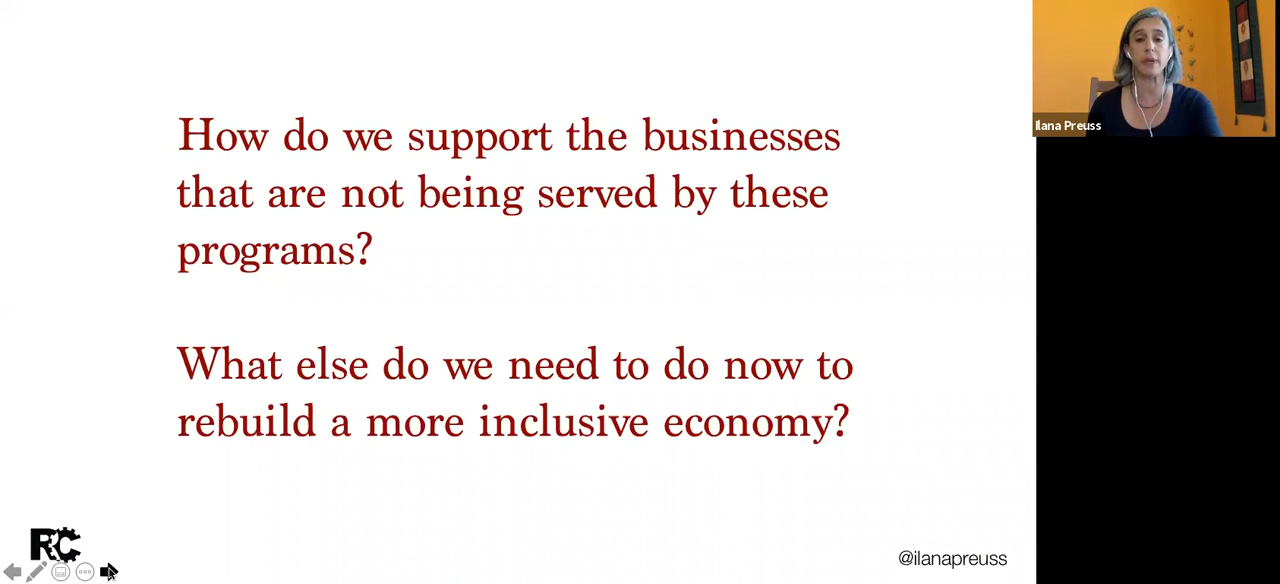 How do we support the businesses
that are not being served by these
programs?
What else do we need to do now to
rebuild a more inclusive economy?
Ilana Preuss
RC
@ilanapreuss